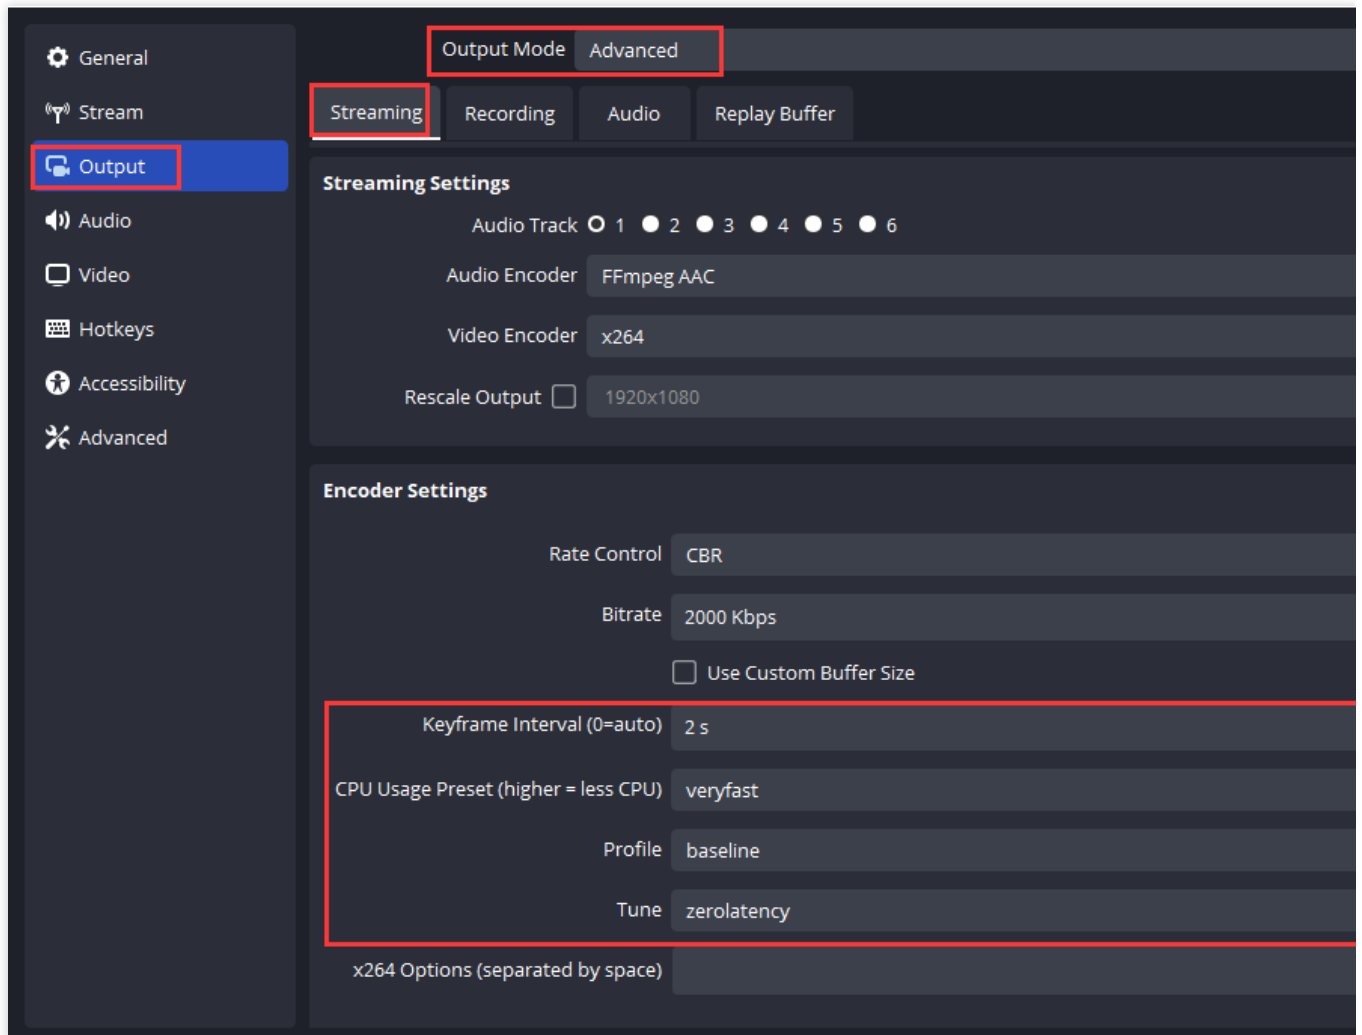 General
Stream
Output
Audio
Video
Hotkeys
Accessibility
Advanced
Output Mode Advanced
Streaming Recording Audio Replay Buffer
Streaming Settings
Audio Track 1 2 3 4 5 6
Audio Encoder FFmpeg AAC
Video Encoder x264
Rescale Output 1920x1080
Encoder Settings
Rate Control CBR
Bitrate 2000 Kbps
Use Custom Buffer Size
Keyframe Interval (0=auto) 2 s
CPU Usage Preset (higher = less CPU) veryfast
Profile baseline
Tune zerolatency
x264 Options (separated by space)